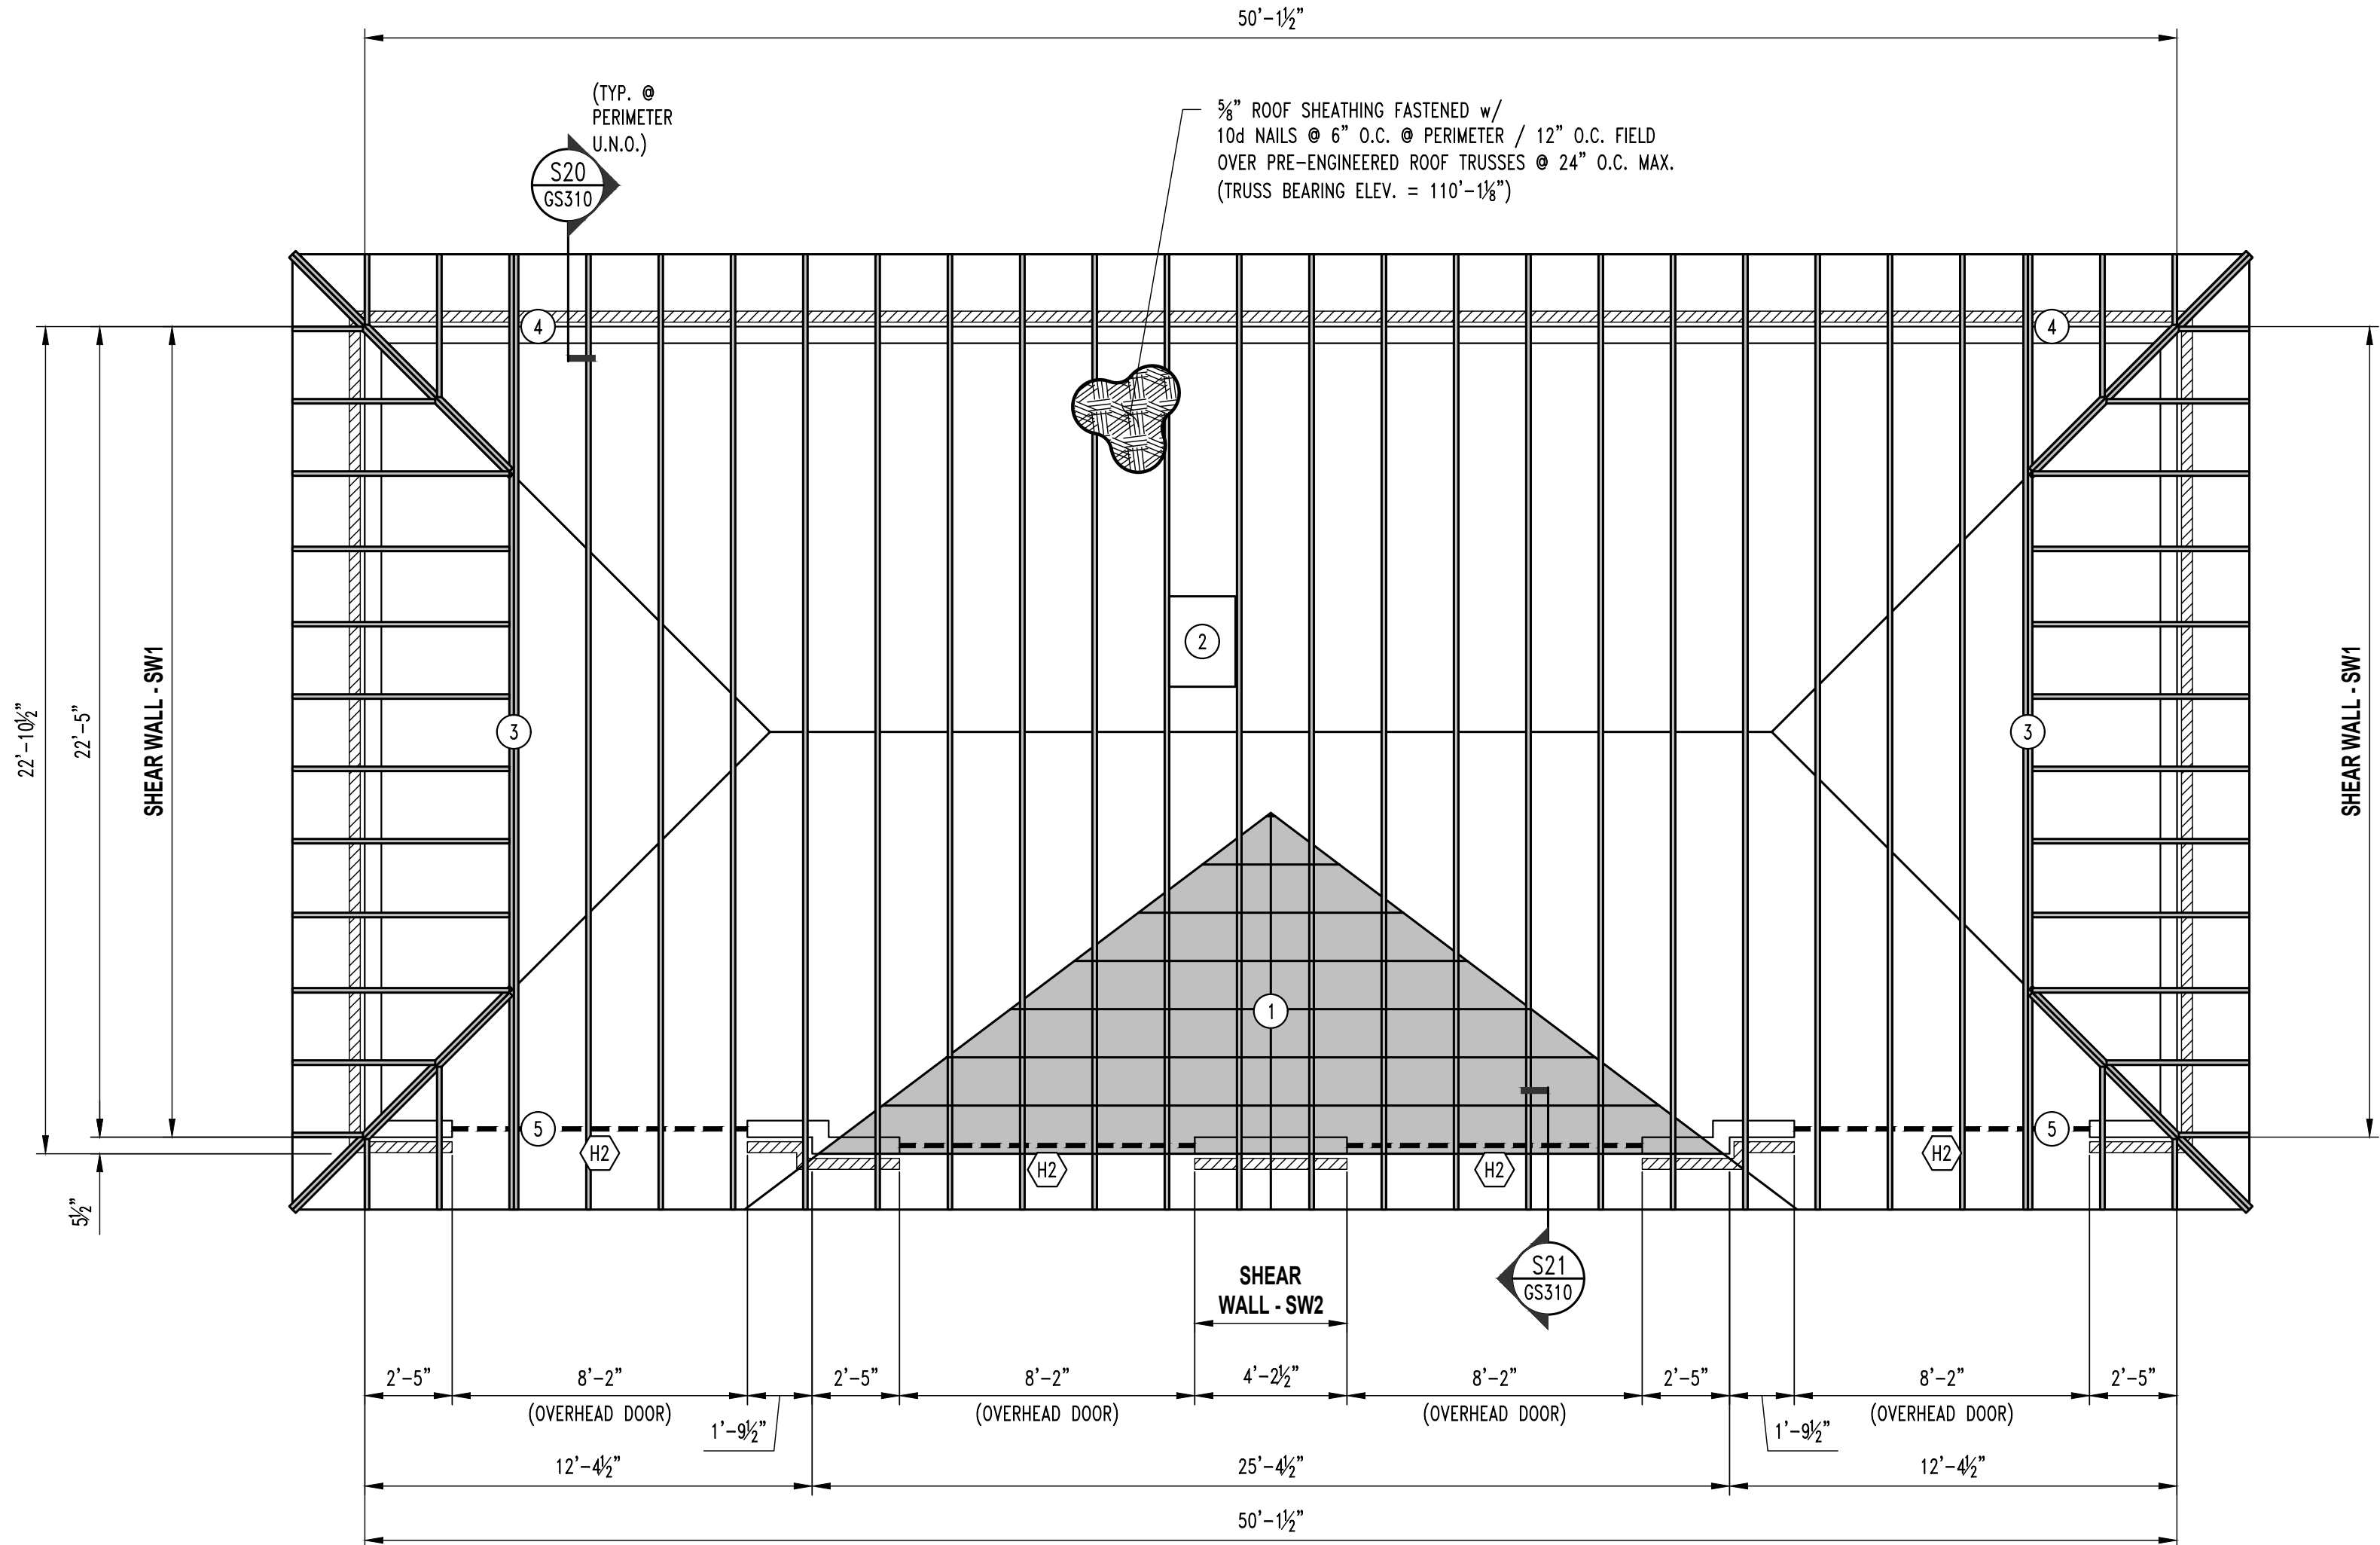 50'-1½"
(TYP. @
PERIMETER
U.N.O.)
S20
GS310
⅝" ROOF SHEATHING FASTENED w/
10d NAILS @ 6" O.C. @ PERIMETER / 12" O.C. FIELD
OVER PRE-ENGINEERED ROOF TRUSSES @ 24" O.C. MAX.
(TRUSS BEARING ELEV. = 110'-1⅛")
4
4
2
3
3
22'-10½"
22'-5"
SHEAR WALL - SW1
SHEAR WALL - SW1
1
5
5
H2
H2
H2
H2
5½"
S21
GS310
SHEAR
WALL - SW2
2'-5"
8'-2"
2'-5"
8'-2"
4'-2½"
8'-2"
2'-5"
8'-2"
2'-5"
(OVERHEAD DOOR)
(OVERHEAD DOOR)
(OVERHEAD DOOR)
(OVERHEAD DOOR)
1'-9½"
1'-9½"
12'-4½"
25'-4½"
12'-4½"
50'-1½"